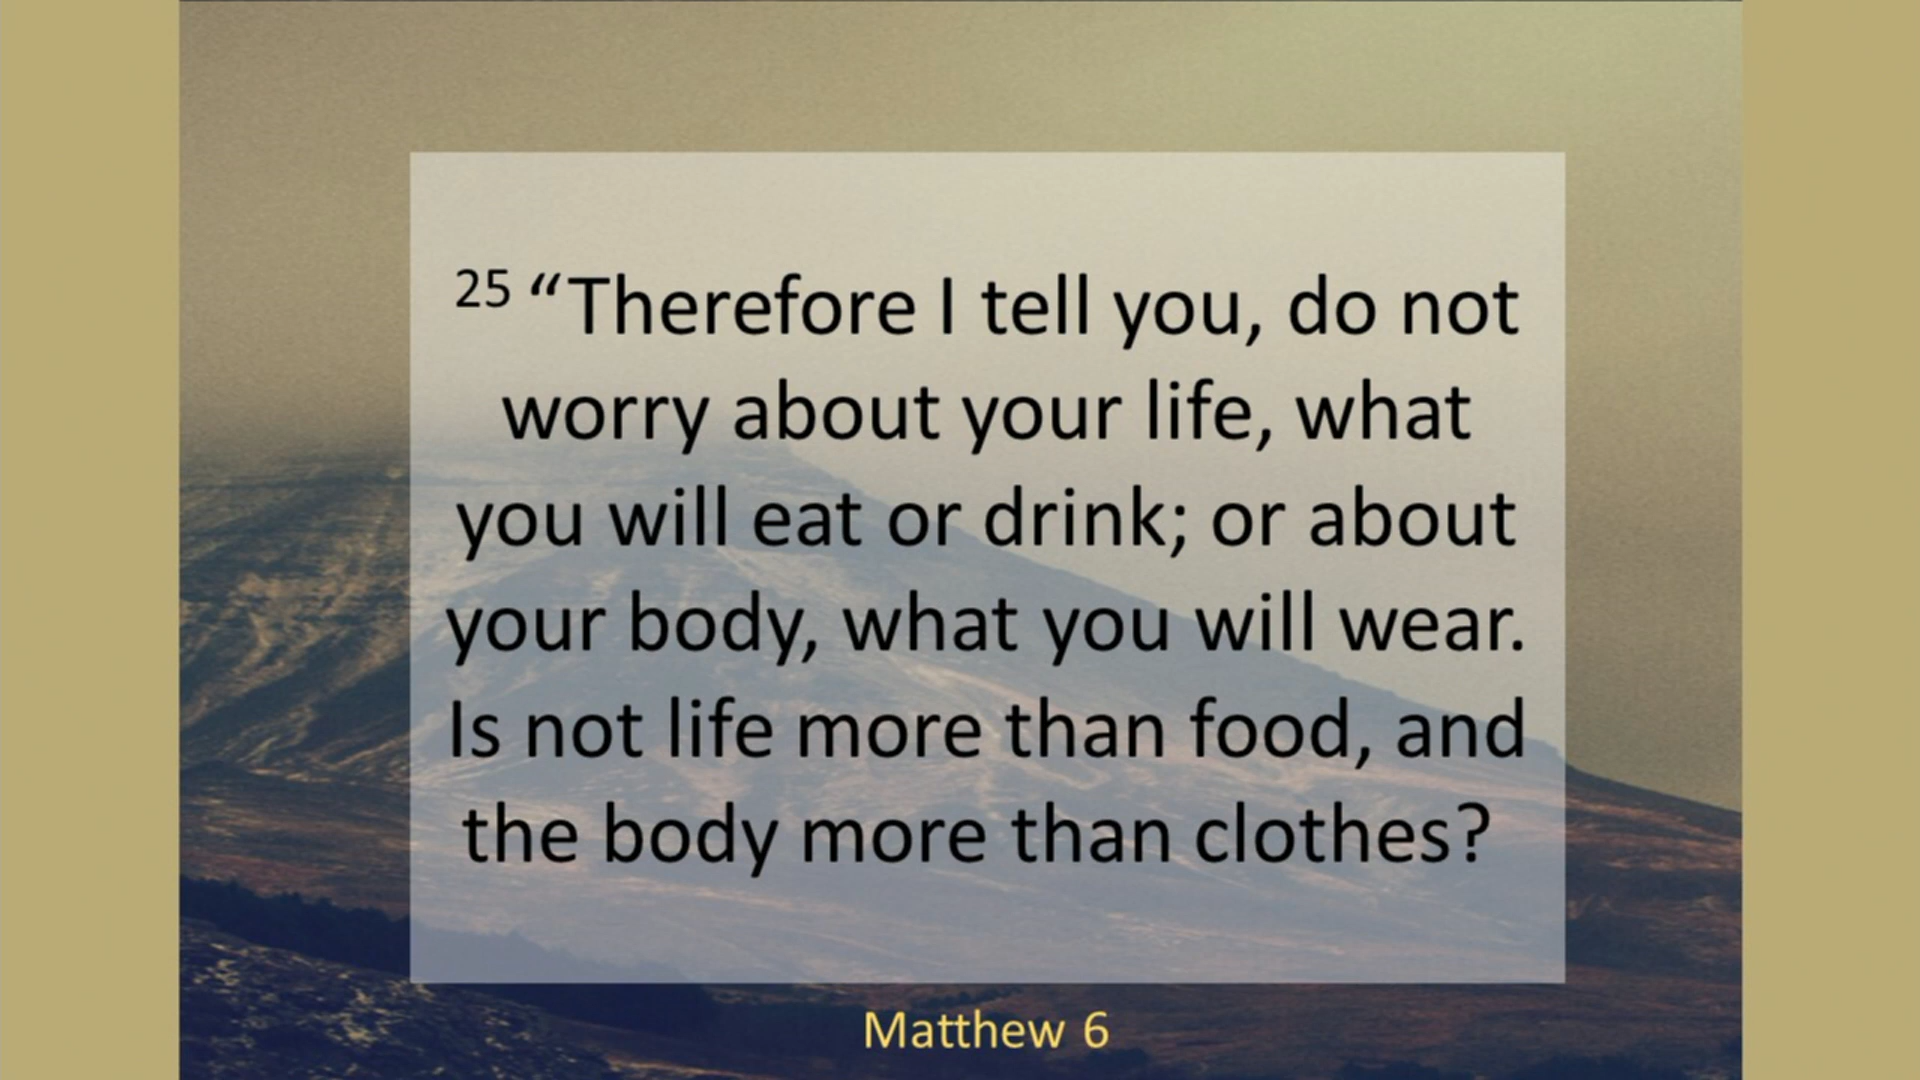 25 “Therefore I tell you, do not
worry about your life, what
you will eat or drink; or about
your body, what you will wear.
Is not life more than food, and
the body more than clothes?
Matthew 6